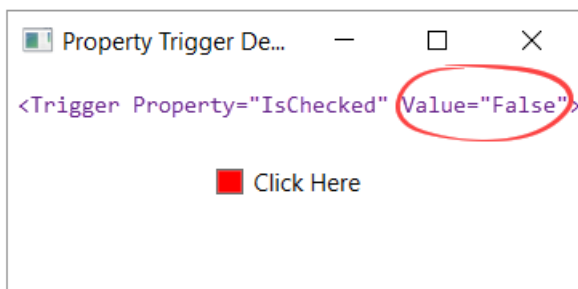 Property Trigger De...
<Trigger Property="IsChecked" Value="False">
Click Here